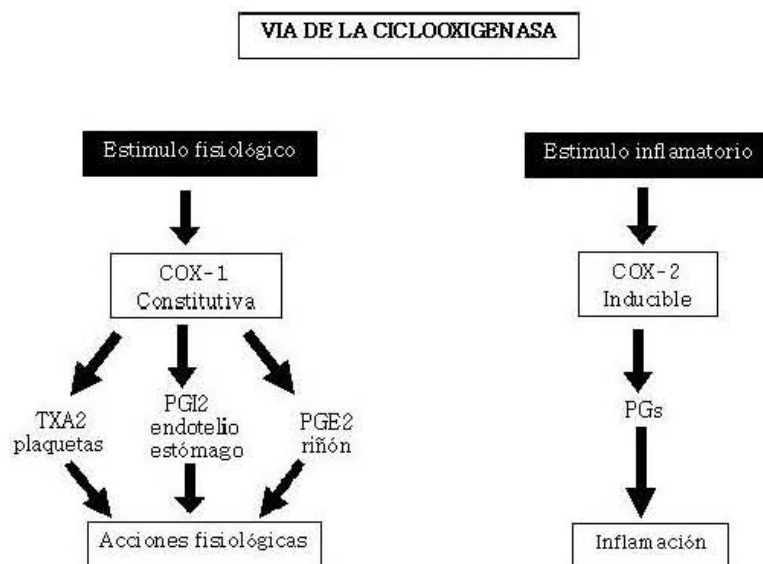 VIA DE LA CICLOOXIGENASA
Estimulo fisiológico
COX-1
Constitutiva
TXA2
plaquetas
PGI2
endotelio
estómago
PGE2
riñón
Acciones fisiológicas
Estimulo inflamatorio
COX-2
Inducible
PGs
Inflamación